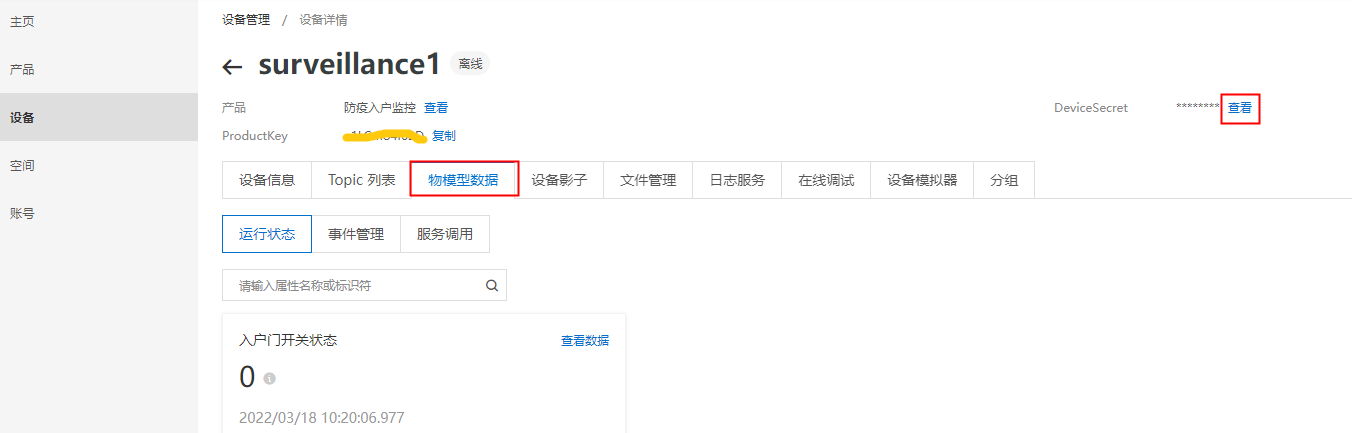 主页
产品
设备
空间
账号
设备管理 / 设备详情
surveillance1 离线
产品 防疫入户监控 查看
DeviceSecret ******** 查看
ProductKey 复制
设备信息 Topic 列表 物模型数据 设备影子 文件管理 日志服务 在线调试 设备模拟器 分组
运行状态 事件管理 服务调用
请输入属性名称或标识符
入户门开关状态 查看数据
0
2022/03/18 10:20:06.977